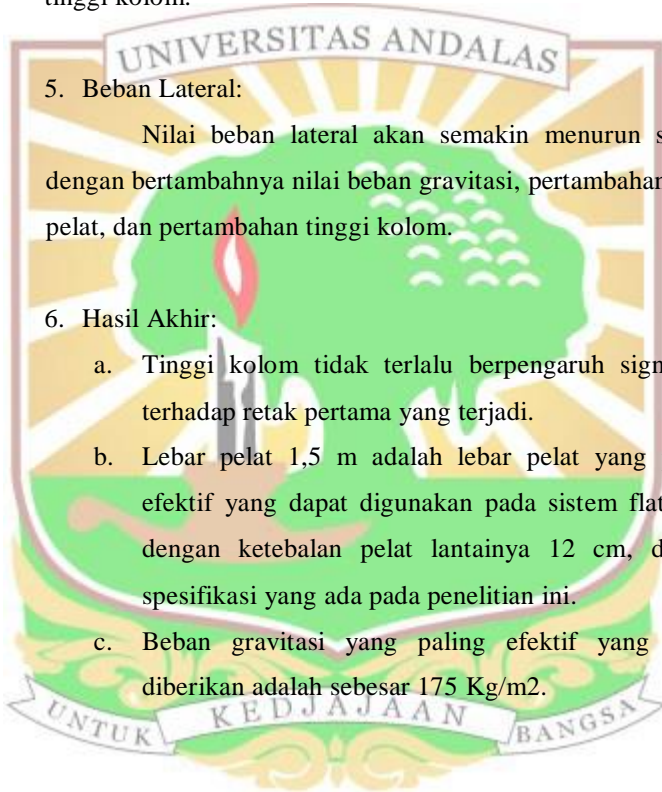 tinggi kolom.
UNIVERSITAS ANDALAS
5. Beban Lateral:
Nilai beban lateral akan semakin menurun
dengan bertambahnya nilai beban gravitasi, pertambahan
pelat, dan pertambahan tinggi kolom.
6. Hasil Akhir:
a. Tinggi kolom tidak terlalu berpengaruh
terhadap retak pertama yang terjadi.
b. Lebar pelat 1,5 m adalah lebar pelat yang
efektif yang dapat digunakan pada sistem flat
dengan ketebalan pelat lantainya 12 cm,
spesifikasi yang ada pada penelitian ini.
c. Beban gravitasi yang paling efektif yang
diberikan adalah sebesar 175 Kg/m2.
UNTUK KEDJAJAAN BANGSA